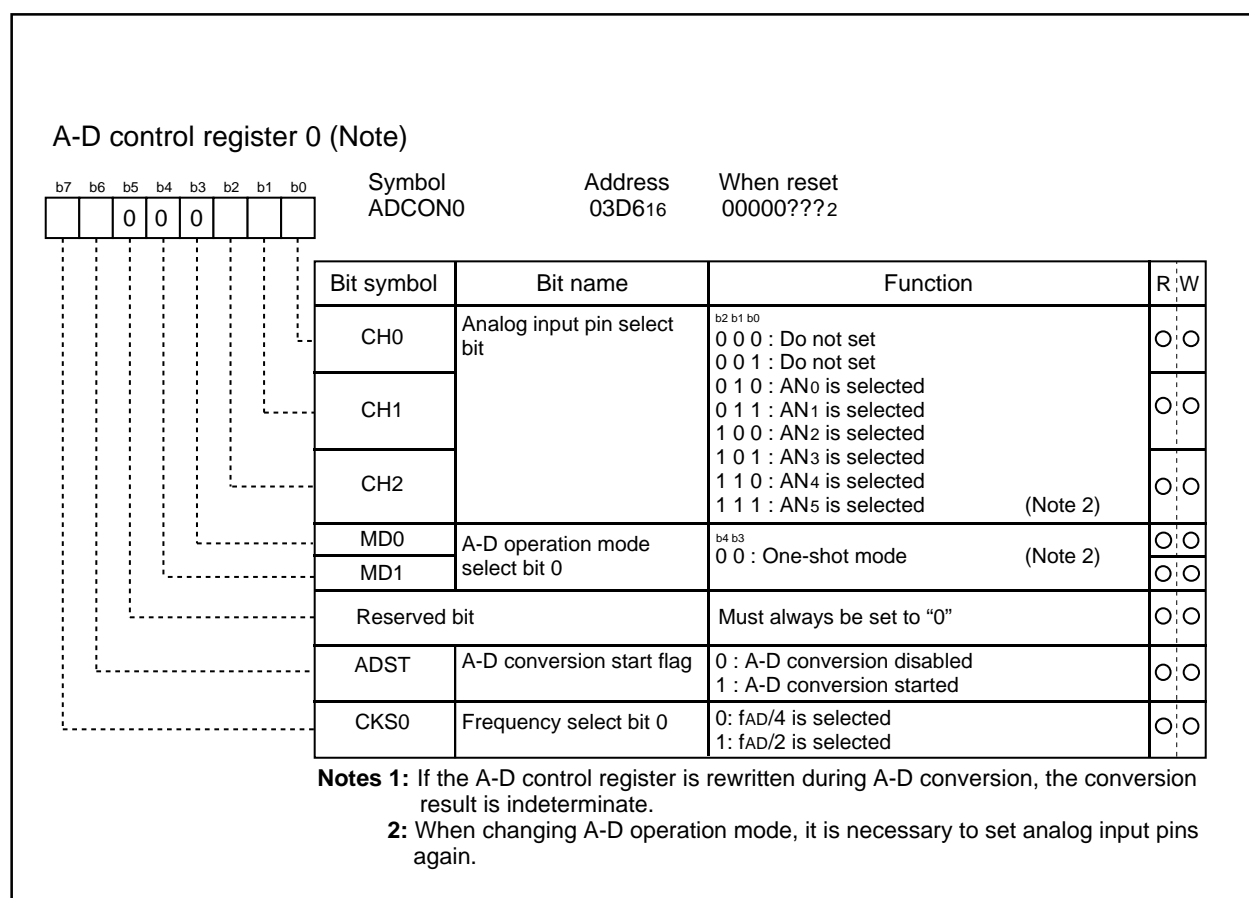 A-D control register 0 (Note)
b7 b6 b5 b4 b3 b2 b1 b0
0 0 0
Symbol Address When reset
ADCON0 03D616 00000???2
Bit symbol Bit name Function R W
CH0 Analog input pin select bit
b2 b1 b0
0 0 0 : Do not set
0 0 1 : Do not set
0 1 0 : AN0 is selected
CH1
0 1 1 : AN1 is selected
1 0 0 : AN2 is selected
1 0 1 : AN3 is selected
CH2
1 1 0 : AN4 is selected
1 1 1 : AN5 is selected (Note 2)
MD0 A-D operation mode select bit 0
b4 b3
0 0 : One-shot mode (Note 2)
MD1
Reserved bit Must always be set to “0”
ADST A-D conversion start flag 0 : A-D conversion disabled
1 : A-D conversion started
CKS0 Frequency select bit 0 0: fAD/4 is selected
1: fAD/2 is selected
Notes 1: If the A-D control register is rewritten during A-D conversion, the conversion
result is indeterminate.
2: When changing A-D operation mode, it is necessary to set analog input pins
again.